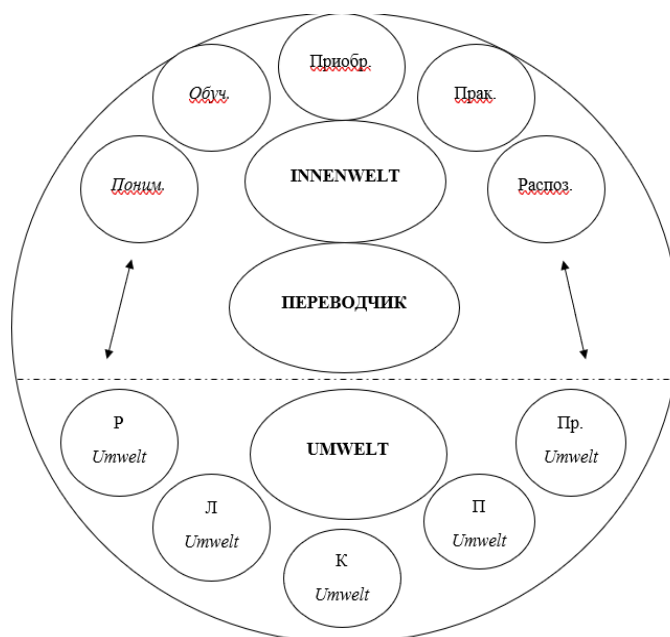 Приобр.
Обуч.
Прак.
Поним.
INNENWELT
Распоз.
ПЕРЕВОДЧИК
Р
Umwelt
UMWELT
Пр.
Umwelt
Л
Umwelt
П
Umwelt
К
Umwelt